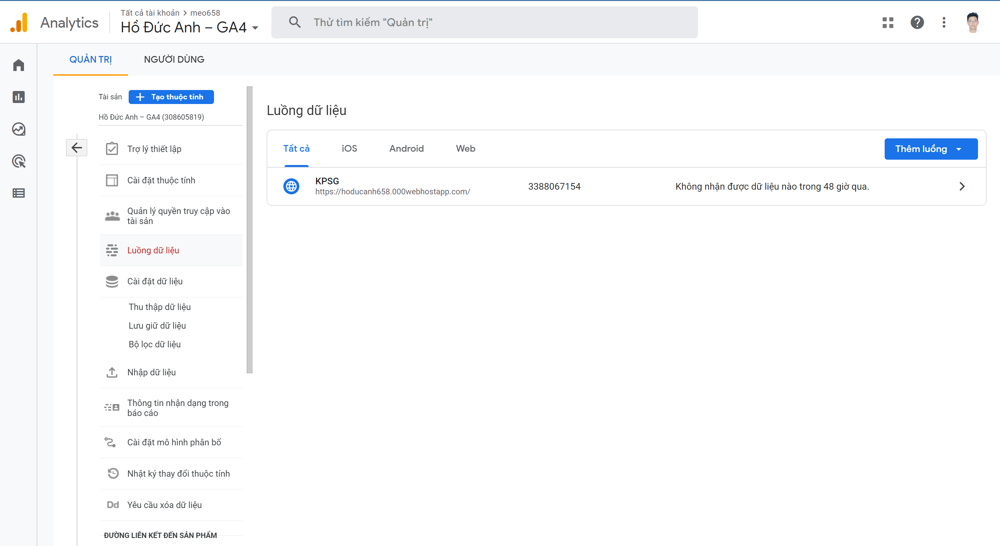 Analytics
Tất cả tài khoản > meo658
Hồ Đức Anh – GA4
Thử tìm kiếm "Quản trị"
QUẢN TRỊ
NGƯỜI DÙNG
Tài sản
Tạo thuộc tính
Hồ Đức Anh – GA4 (308605819)
Trợ lý thiết lập
Cài đặt thuộc tính
Quản lý quyền truy cập vào
tài sản
Luồng dữ liệu
Cài đặt dữ liệu
Thu thập dữ liệu
Lưu giữ dữ liệu
Bộ lọc dữ liệu
Nhập dữ liệu
Thông tin nhận dạng trong
báo cáo
Cài đặt mô hình phân bổ
Nhật ký thay đổi thuộc tính
Dd Yêu cầu xóa dữ liệu
ĐƯỜNG LIÊN KẾT ĐẾN SẢN PHẨM
Luồng dữ liệu
Tất cả iOS Android Web
Thêm luồng
KPSG
https://hoducanh658.000webhostapp.com/
3388067154
Không nhận được dữ liệu nào trong 48 giờ qua.